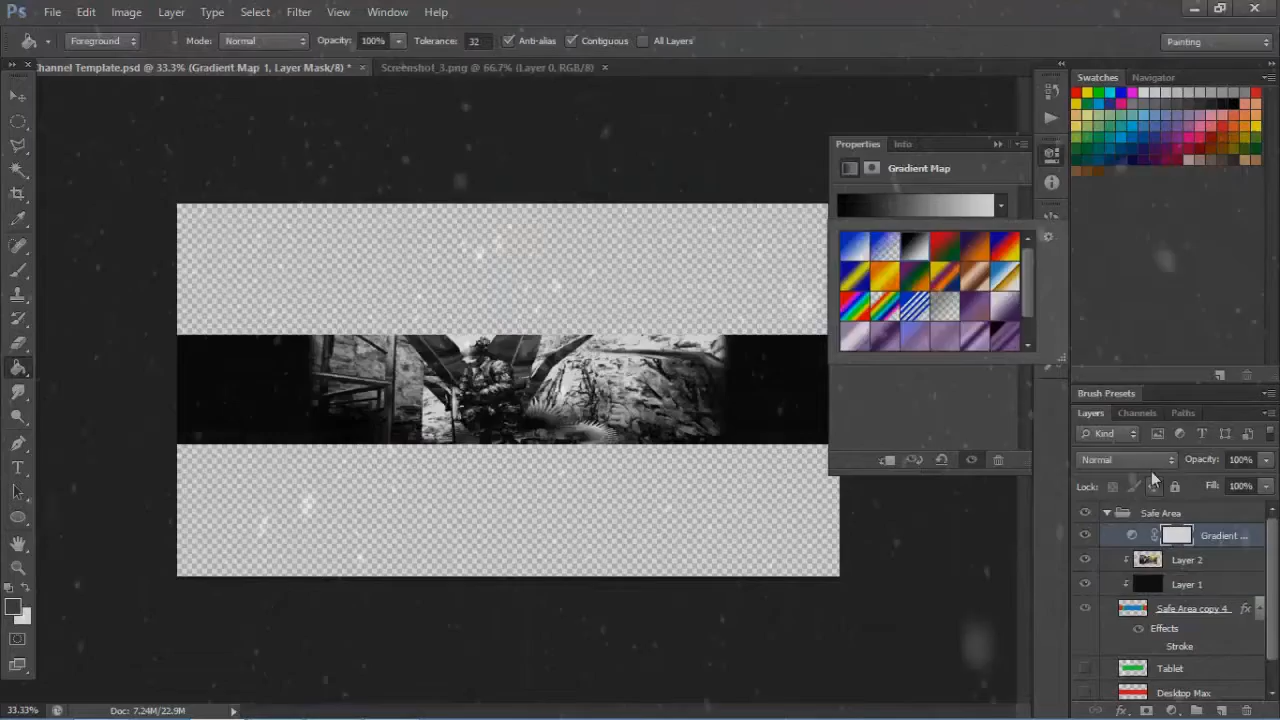 Ps File Edit Image Layer Type Select Filter View Window Help
Foreground Mode: Normal Opacity: 100% Tolerance: 32 Anti-alias Contiguous All Layers Painting
Channel Template.psd @ 33.3% (Gradient Map 1, Layer Mask/8) * × Screenshot_3.png @ 66.7% (Layer 0, RGB/8) ×
Swatches Navigator
Properties Info
Gradient Map
Brush Presets
Layers Channels Paths
Kind
Normal Opacity: 100%
Lock: Fill: 100%
Safe Area
Gradient ...
Layer 2
Layer 1
Safe Area copy 4 fx
Effects
Stroke
Tablet
Desktop Max
33.33% Doc: 7.24M/22.9M